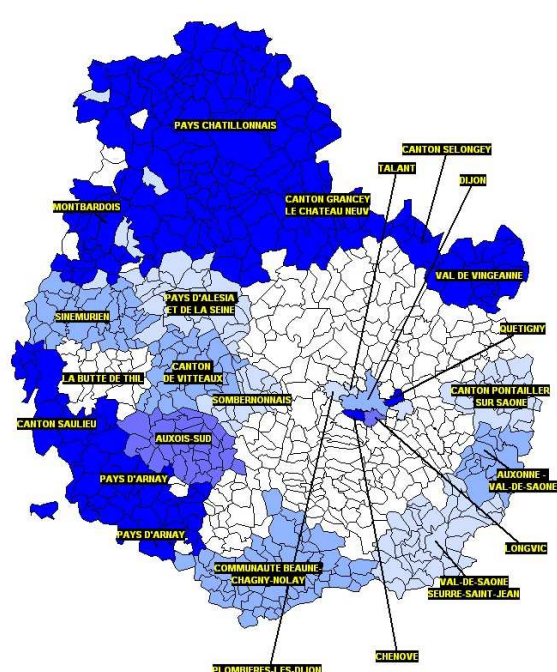 PAYS CHATILLONNAIS
CANTON SELONGEY
TALANT
DIJON
MONTBARDOIS
CANTON GRANCEY
LE CHATEAU NEUV
VAL DE VINGEANNE
PAYS D'ALESIA
ET DE LA SEINE
SINEMURIEN
QUETIGNY
LA BUTTE DE THIL
CANTON
DE VITTEAUX
SOMBERNONNAIS
CANTON PONTAILLER
SUR SAONE
CANTON SAULIEU
AUXOIS-SUD
PAYS D'ARNAY
AUXONNE -
VAL-DE-SAONE
PAYS D'ARNAY
LONGVIC
COMMUNAUTE BEAUNE-
CHAGNY-NOLAY
VAL-DE-SAONE
SEURRE-SAINT-JEAN
CHENOVE
PLOMBIERES-LES-DIJON